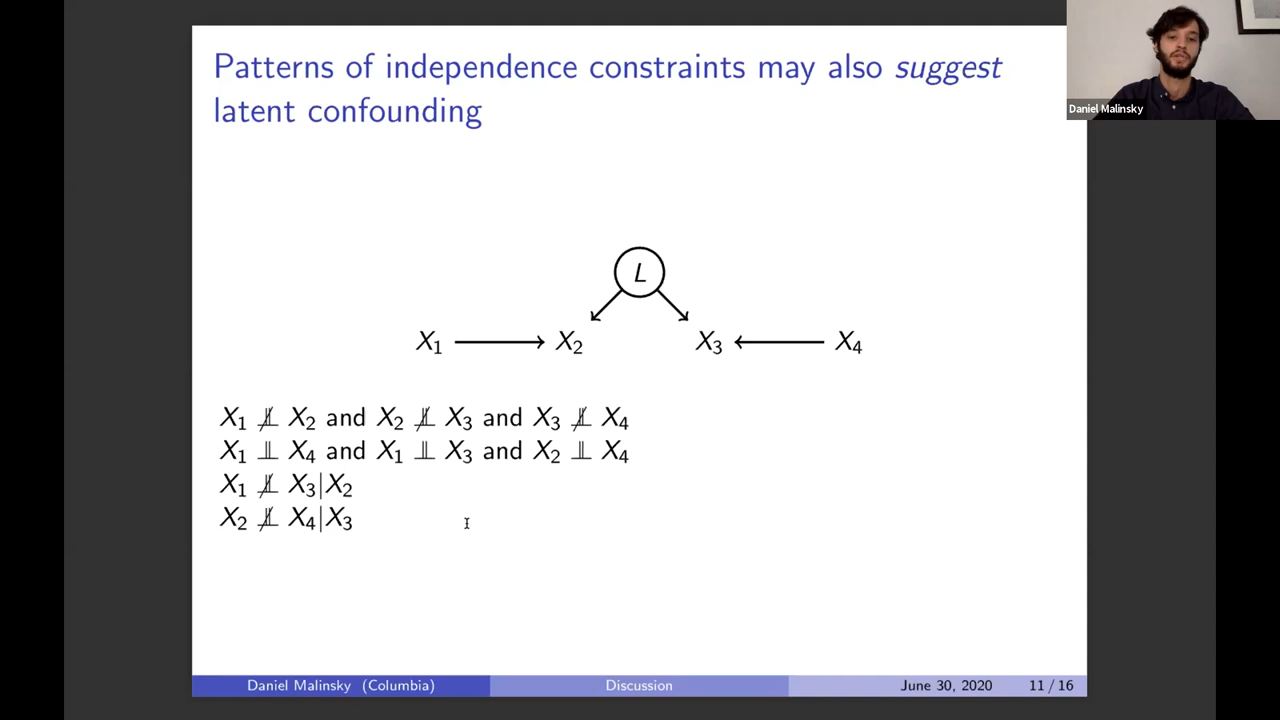 Patterns of independence constraints may also suggest
latent confounding
Daniel Malinsky
L
X₁ X₂ X₃ X₄
X₁ ⫫̸ X₂ and X₂ ⫫̸ X₃ and X₃ ⫫̸ X₄
X₁ ⫫ X₄ and X₁ ⫫ X₃ and X₂ ⫫ X₄
X₁ ⫫̸ X₃|X₂
X₂ ⫫̸ X₄|X₃
Daniel Malinsky (Columbia) Discussion June 30, 2020 11 / 16